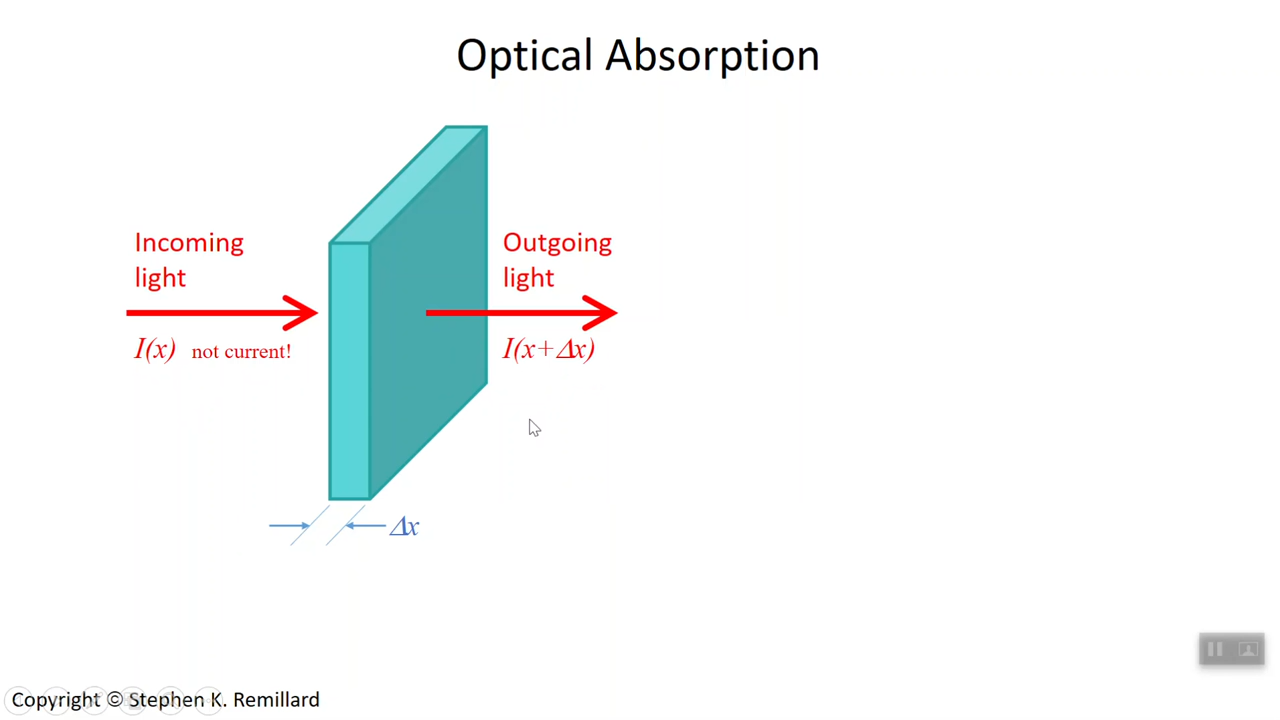 Optical Absorption
Incoming
light
Outgoing
light
I(x) not current!
I(x+Δx)
Δx
Copyright © Stephen K. Remillard